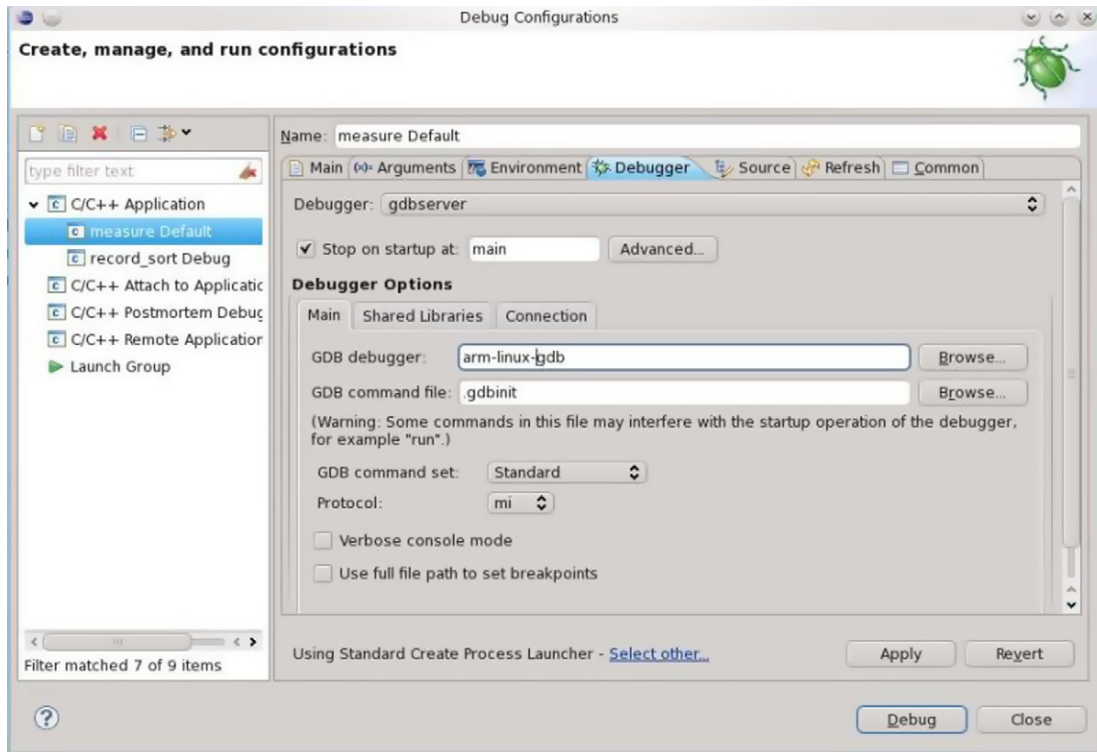 Debug Configurations
Create, manage, and run configurations
type filter text
C/C++ Application
measure Default
record_sort Debug
C/C++ Attach to Applicatic
C/C++ Postmortem Debug
C/C++ Remote Application
Launch Group
Filter matched 7 of 9 items
Name: measure Default
Main (x)= Arguments Environment Debugger Source Refresh Common
Debugger: gdbserver
Stop on startup at: main Advanced...
Debugger Options
Main Shared Libraries Connection
GDB debugger: arm-linux-gdb Browse...
GDB command file: .gdbinit Browse...
(Warning: Some commands in this file may interfere with the startup operation of the debugger,
for example "run".)
GDB command set: Standard
Protocol: mi
Verbose console mode
Use full file path to set breakpoints
Using Standard Create Process Launcher - Select other...
Apply Revert
Debug Close